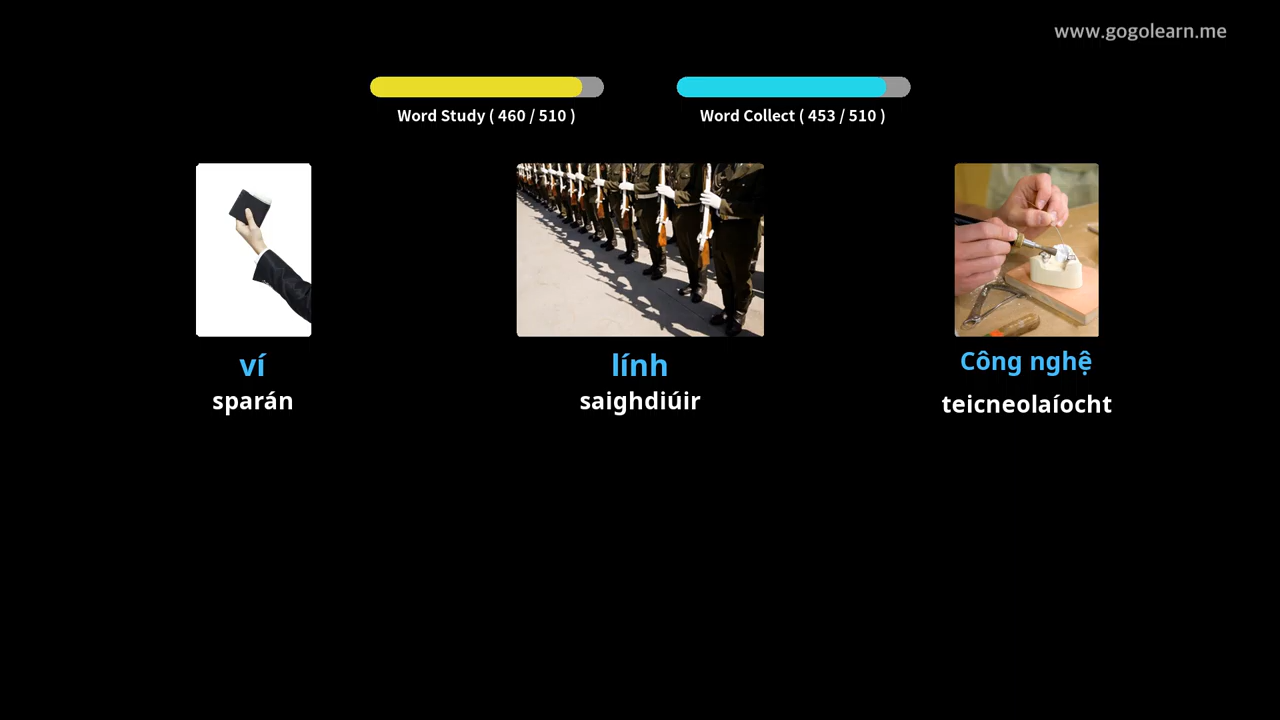 www.gogolearn.me
Word Study ( 460 / 510 )
Word Collect ( 453 / 510 )
ví
sparán
lính
saighdiúir
Công nghệ
teicneolaíocht